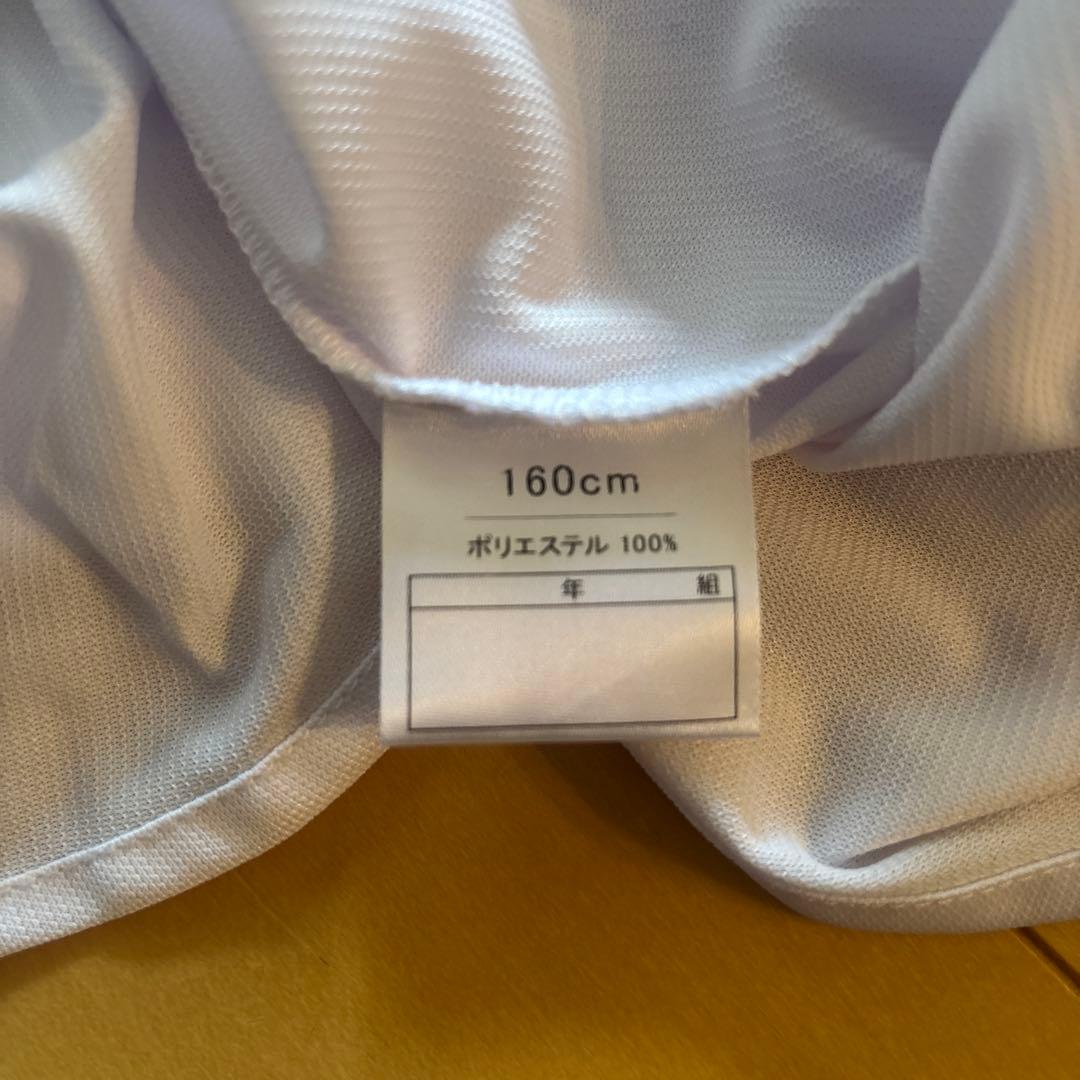 160cm
ポリエステル 100%
年 組